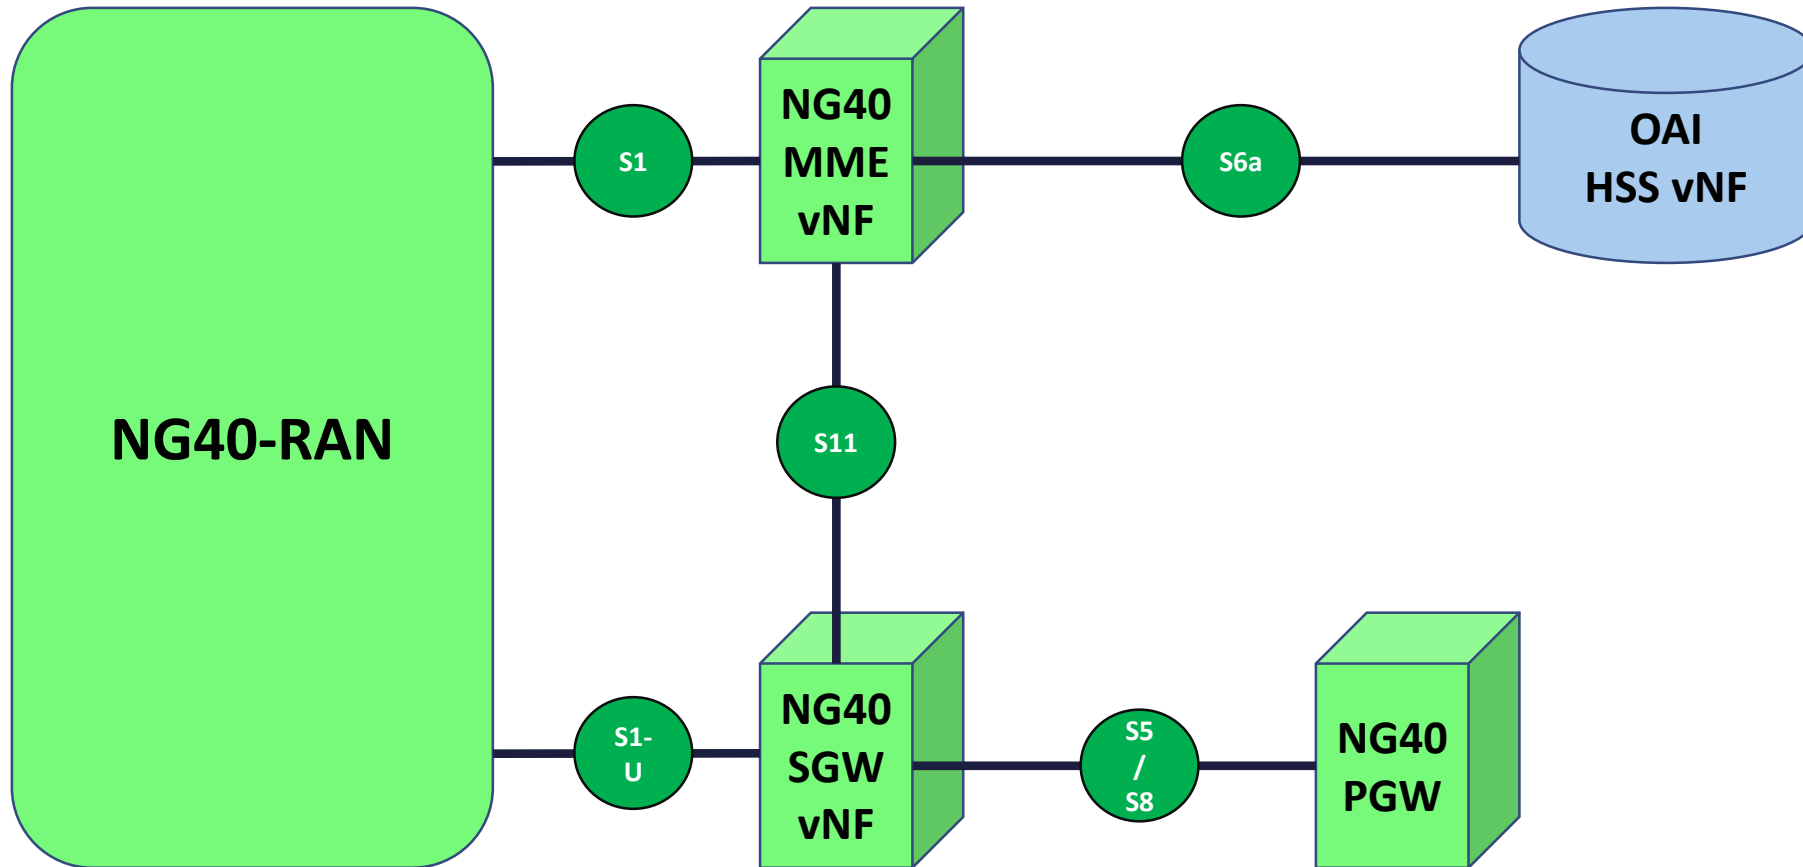 NG40-RAN
S1
NG40
MME
vNF
S6a
OAI
HSS vNF
S11
S1-
U
NG40
SGW
vNF
S5
/
S8
NG40
PGW